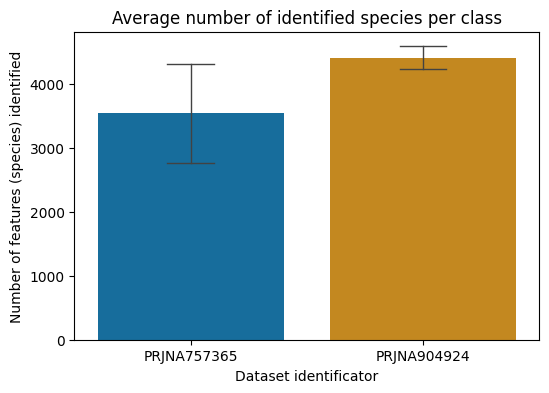 Average number of identified species per class
Number of features (species) identified
4000
3000
2000
1000
0
PRJNA757365
PRJNA904924
Dataset identificator